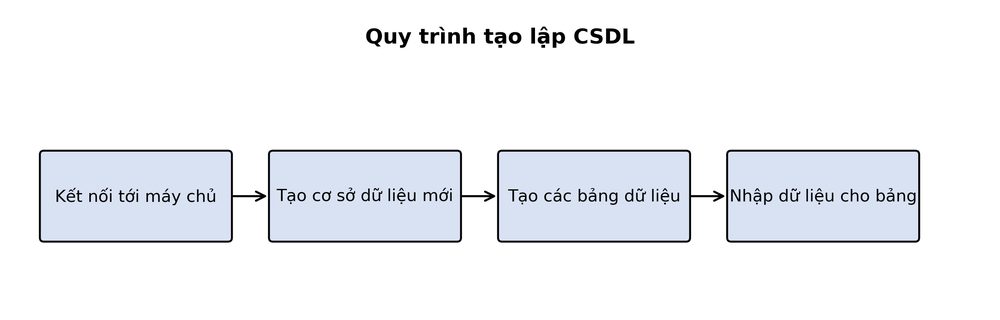 Quy trình tạo lập CSDL
Kết nối tới máy chủ
Tạo cơ sở dữ liệu mới
Tạo các bảng dữ liệu
Nhập dữ liệu cho bảng